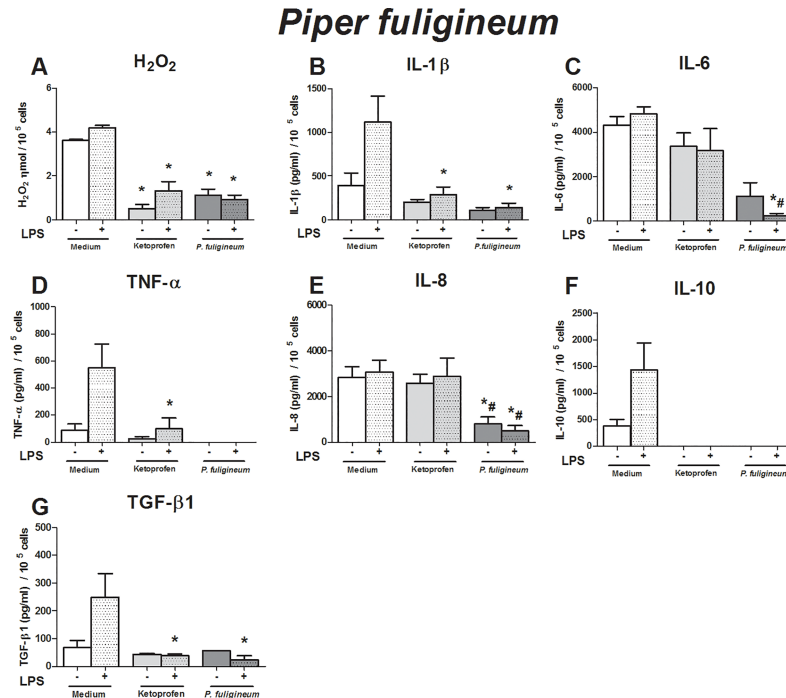 Piper fuligineum
A
H2O2
H2O2 ηmol / 10 5 cells
6
4
2
0
LPS
- + - + - +
Medium Ketoprofen P. fuligineum
* * * *
B
IL-1β
IL-1β (pg/ml) / 10 5 cells
1500
1000
500
0
- + - + - +
Medium Ketoprofen P. fuligineum
* *
C
IL-6
IL-6 (pg/ml) / 10 5 cells
6000
4000
2000
0
- + - + - +
Medium Ketoprofen P. fuligineum
*#
D
TNF-α
TNF-α (pg/ml) / 10 5 cells
1000
800
600
400
200
0
LPS
- + - + - +
Medium Ketoprofen P. fuligineum
*
E
IL-8
IL-8 (pg/ml) / 10 5 cells
6000
4000
2000
0
LPS
- + - + - +
Medium Ketoprofen P. fuligineum
*# *#
F
IL-10
IL-10 (pg/ml) / 10 5 cells
2500
2000
1500
1000
500
0
LPS
- + - + - +
Medium Ketoprofen P. fuligineum
G
TGF-β1
TGF-β1 (pg/ml) / 10 5 cells
500
400
300
200
100
0
LPS
- + - + - +
Medium Ketoprofen P. fuligineum
* *